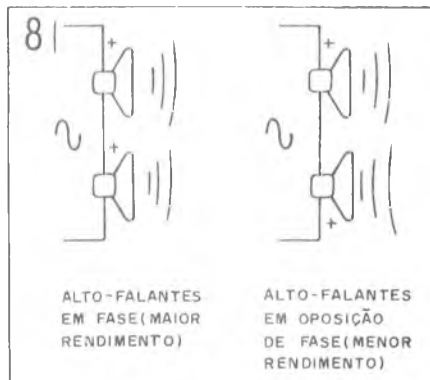 8
+
+
ALTO-FALANTES
EM FASE(MAIOR
RENDIMENTO)
+
+
ALTO-FALANTES
EM OPOSIÇÃO
DE FASE(MENOR
RENDIMENTO)